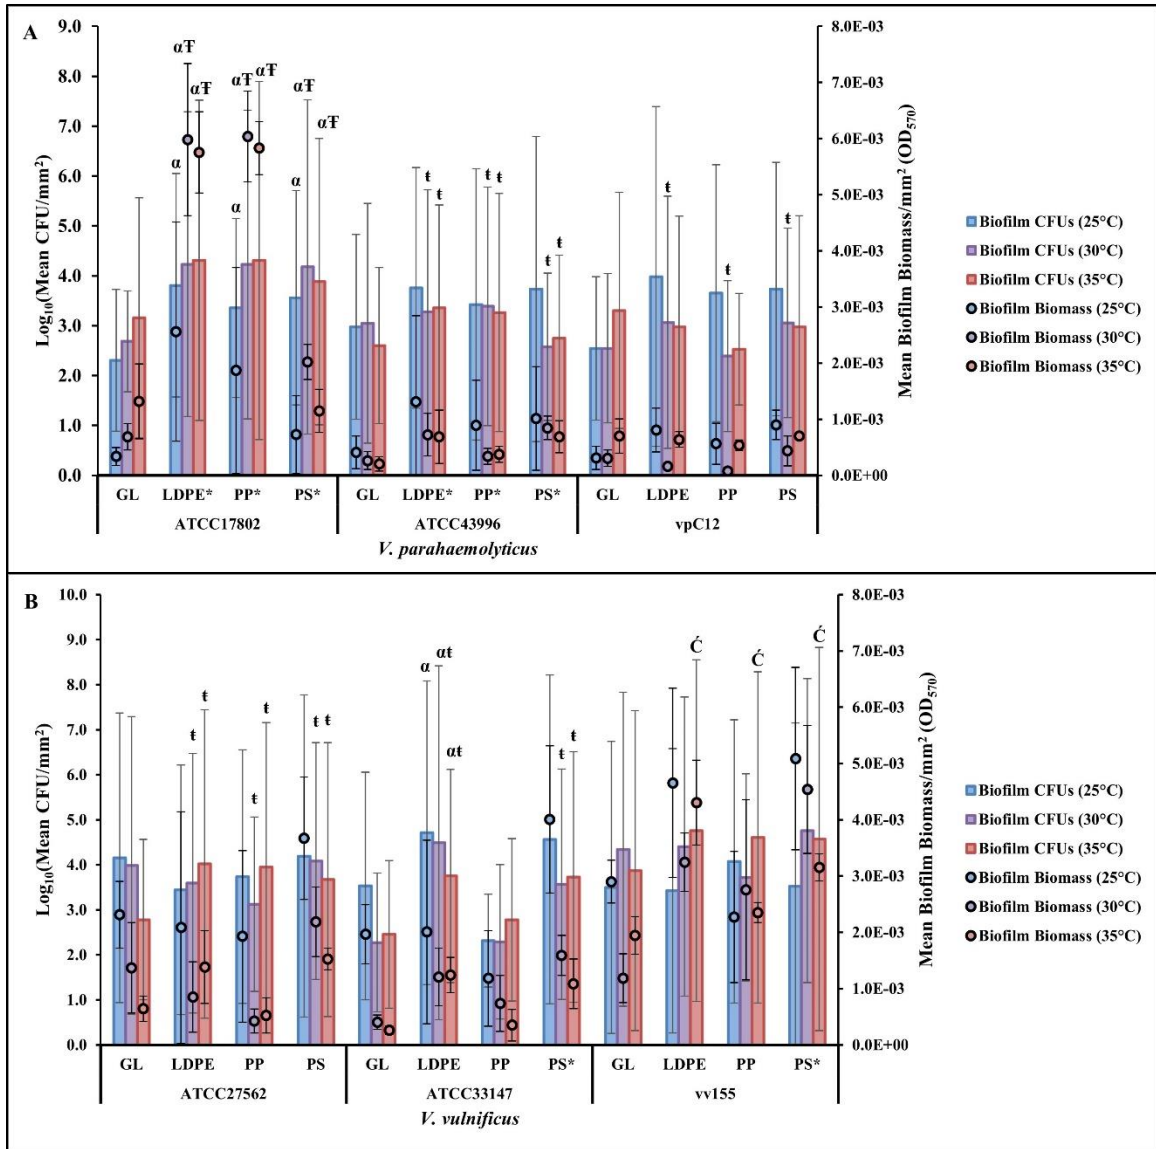 A
9.0
8.0
7.0
6.0
5.0
4.0
3.0
2.0
1.0
0.0
Log₁₀(Mean CFU/mm²)
8.0E-03
7.0E-03
6.0E-03
5.0E-03
4.0E-03
3.0E-03
2.0E-03
1.0E-03
0.0E+00
Mean Biofilm Biomass/mm² (OD₅₇₀)
α αŦ αŦ
α αŦ αŦ
α αŦ αŦ
ŧ ŧ
ŧ ŧ
ŧ ŧ
ŧ
ŧ
ŧ
GL LDPE* PP* PS* GL LDPE* PP* PS* GL LDPE PP PS
ATCC17802 ATCC43996 vpC12
V. parahaemolyticus
Biofilm CFUs (25°C)
Biofilm CFUs (30°C)
Biofilm CFUs (35°C)
Biofilm Biomass (25°C)
Biofilm Biomass (30°C)
Biofilm Biomass (35°C)
B
10.0
9.0
8.0
7.0
6.0
5.0
4.0
3.0
2.0
1.0
0.0
Log₁₀(Mean CFU/mm²)
8.0E-03
7.0E-03
6.0E-03
5.0E-03
4.0E-03
3.0E-03
2.0E-03
1.0E-03
0.0E+00
Mean Biofilm Biomass/mm² (OD₅₇₀)
ŧ ŧ
ŧ ŧ
ŧ ŧ
α αŧ αŧ
ŧ ŧ
Ć
Ć
Ć
GL LDPE PP PS GL LDPE PP PS* GL LDPE PP PS*
ATCC27562 ATCC33147 vv155
V. vulnificus
Biofilm CFUs (25°C)
Biofilm CFUs (30°C)
Biofilm CFUs (35°C)
Biofilm Biomass (25°C)
Biofilm Biomass (30°C)
Biofilm Biomass (35°C)